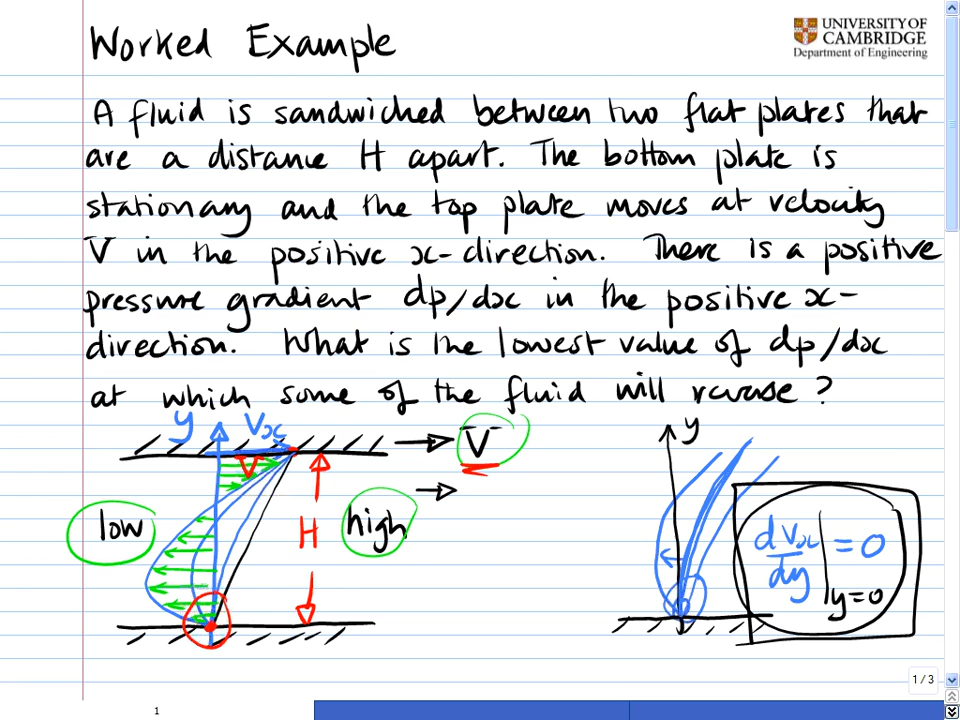 Worked Example
UNIVERSITY OF
CAMBRIDGE
Department of Engineering
A fluid is sandwiched between two flat plates that
are a distance H apart. The bottom plate is
stationary and the top plate moves at velocity
V in the positive x-direction. There is a positive
pressure gradient dp/dx in the positive x-
direction. What is the lowest value of dp/dx
at which some of the fluid will reverse?
y Vx
V
V
H
low
high
y
dVx/dy | y=0 = 0
1 / 3
1